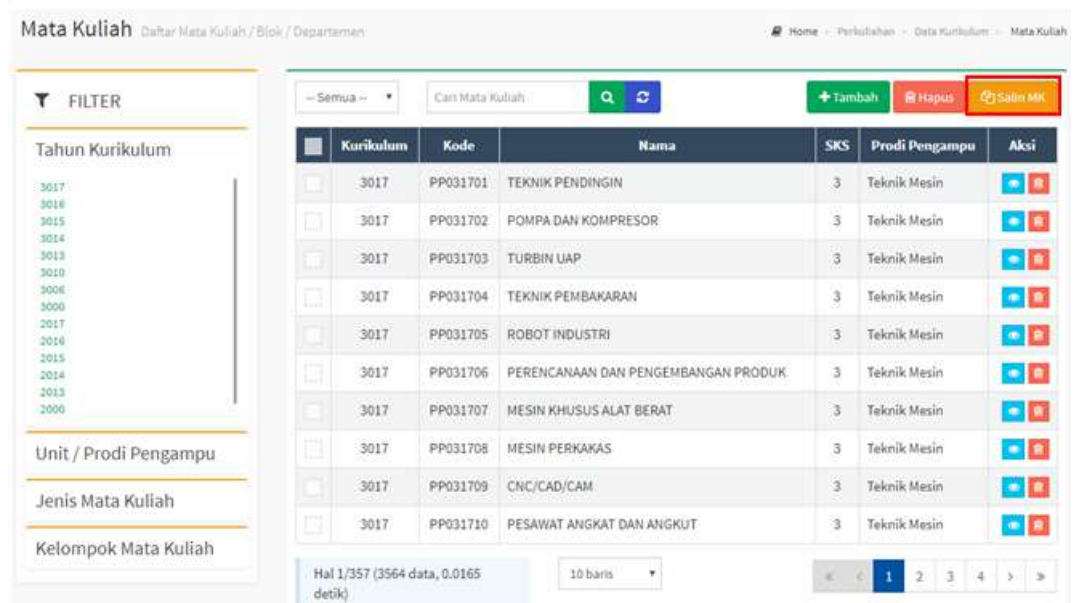 Mata Kuliah Daftar Mata Kuliah / Blok / Departemen
Home Perkuliahan Data Kurikulum Mata Kuliah
FILTER
Tahun Kurikulum
3017
3016
3015
3014
3013
3010
3006
3000
2017
2016
2015
2014
2013
2000
Unit / Prodi Pengampu
Jenis Mata Kuliah
Kelompok Mata Kuliah
-- Semua -- Cari Mata Kuliah + Tambah Hapus Salin MK
Kurikulum Kode Nama SKS Prodi Pengampu Aksi
3017 PP031701 TEKNIK PENDINGIN 3 Teknik Mesin
3017 PP031702 POMPA DAN KOMPRESOR 3 Teknik Mesin
3017 PP031703 TURBIN UAP 3 Teknik Mesin
3017 PP031704 TEKNIK PEMBAKARAN 3 Teknik Mesin
3017 PP031705 ROBOT INDUSTRI 3 Teknik Mesin
3017 PP031706 PERENCANAAN DAN PENGEMBANGAN PRODUK 3 Teknik Mesin
3017 PP031707 MESIN KHUSUS ALAT BERAT 3 Teknik Mesin
3017 PP031708 MESIN PERKAKAS 3 Teknik Mesin
3017 PP031709 CNC/CAD/CAM 3 Teknik Mesin
3017 PP031710 PESAWAT ANGKAT DAN ANGKUT 3 Teknik Mesin
Hal 1/357 (3564 data, 0.0165
detik)
10 baris
« ‹ 1 2 3 4 › »